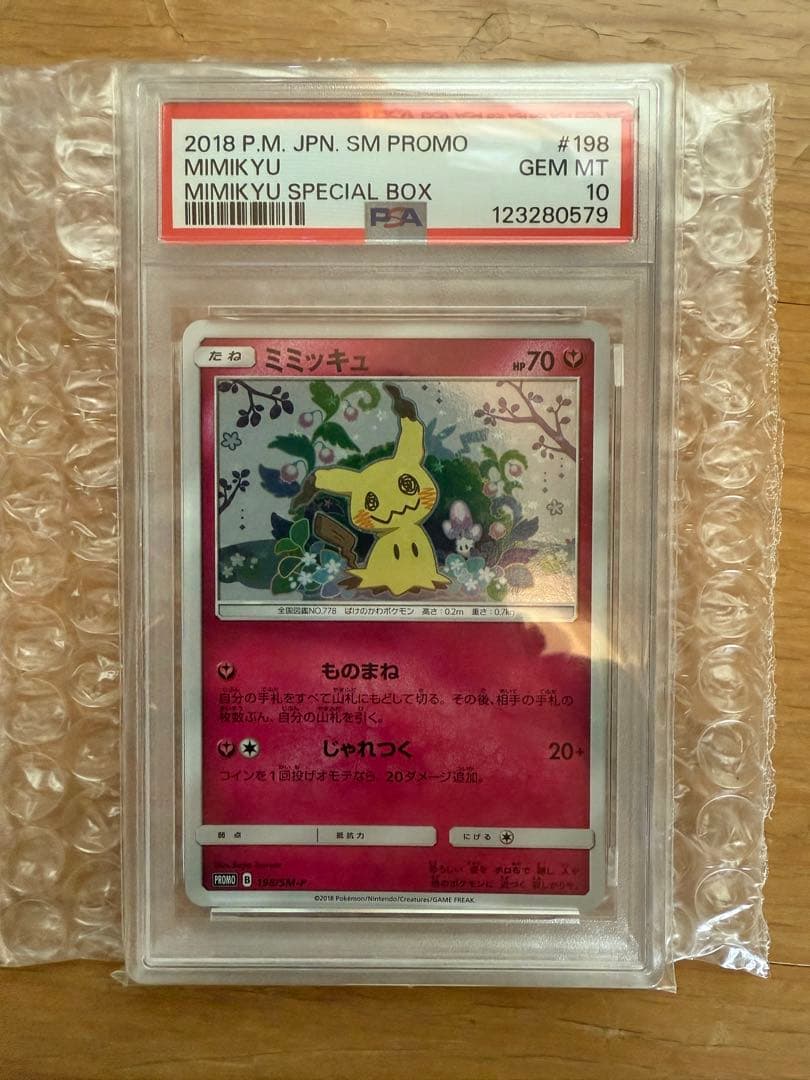 2018 P.M. JPN. SM PROMO #198
MIMIKYU GEM MT
MIMIKYU SPECIAL BOX 10
PSA 123280579
たね ミミッキュ HP70
全国図鑑NO.778 ばけのかわポケモン 高さ:0.2m 重さ:0.7kg
ものまね
自分の手札をすべて山札にもどして切る。その後、相手の手札の
枚数ぶん、自分の山札を引く。
じゃれつく 20+
コインを1回投げオモテなら、20ダメージ追加。
弱点 抵抗力 にげる
PROMO B 198/SM-P
©2018 Pokémon/Nintendo/Creatures/GAME FREAK.